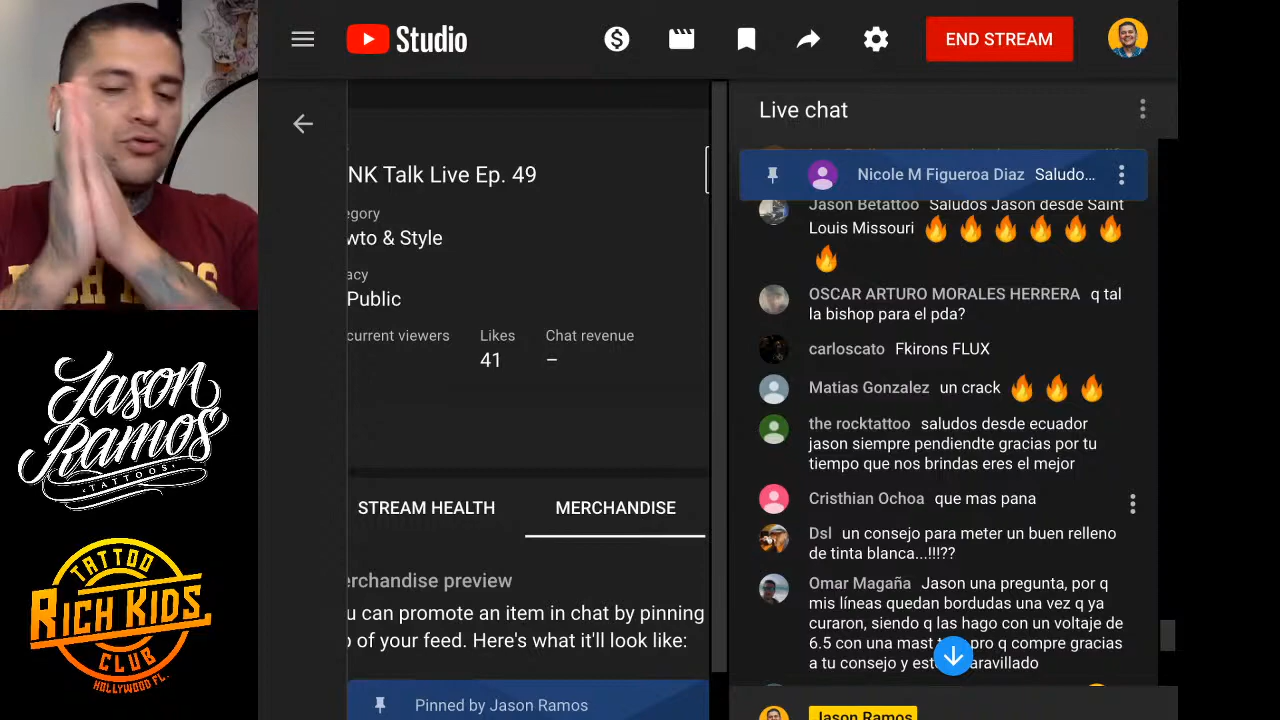 Studio
END STREAM
Live chat
NK Talk Live Ep. 49
egory
wto & Style
acy
Public
current viewers
Likes
Chat revenue
41
–
STREAM HEALTH
MERCHANDISE
erchandise preview
u can promote an item in chat by pinning
of your feed. Here's what it'll look like:
Pinned by Jason Ramos
Nicole M Figueroa Diaz Saludo...
Jason Betattoo Saludos Jason desde Saint
Louis Missouri 🔥 🔥 🔥 🔥 🔥 🔥
🔥
OSCAR ARTURO MORALES HERRERA q tal
la bishop para el pda?
carloscato Fkirons FLUX
Matias Gonzalez un crack 🔥 🔥 🔥
the rocktattoo saludos desde ecuador
jason siempre pendiendte gracias por tu
tiempo que nos brindas eres el mejor
Cristhian Ochoa que mas pana
Dsl un consejo para meter un buen relleno
de tinta blanca...!!!??
Omar Magaña Jason una pregunta, por q
mis líneas quedan bordudas una vez q ya
curaron, siendo q las hago con un voltaje de
6.5 con una mast pro q compre gracias
a tu consejo y est aravillado
Jason Ramos
RICH KIDS
Jason
Ramos
TATTOOS
TATTOO
RICH KIDS
CLUB
HOLLYWOOD FL.